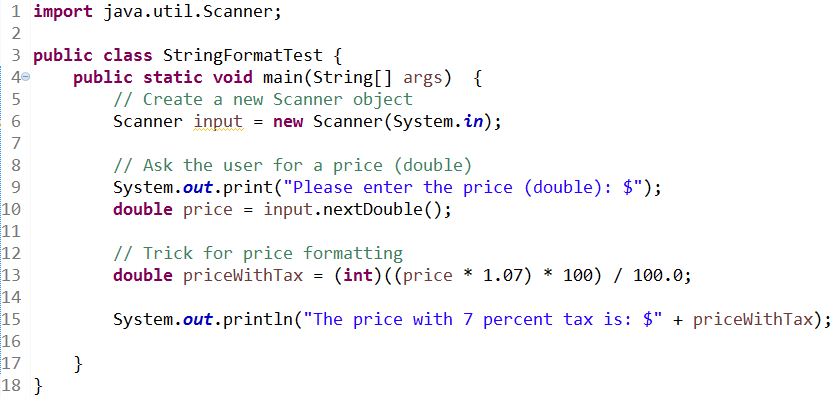 1 import java.util.Scanner;
2
3 public class StringFormatTest {
4     public static void main(String[] args)  {
5         // Create a new Scanner object
6         Scanner input = new Scanner(System.in);
7
8         // Ask the user for a price (double)
9         System.out.print("Please enter the price (double): $");
10         double price = input.nextDouble();
11
12         // Trick for price formatting
13         double priceWithTax = (int)((price * 1.07) * 100) / 100.0;
14
15         System.out.println("The price with 7 percent tax is: $" + priceWithTax);
16
17     }
18 }